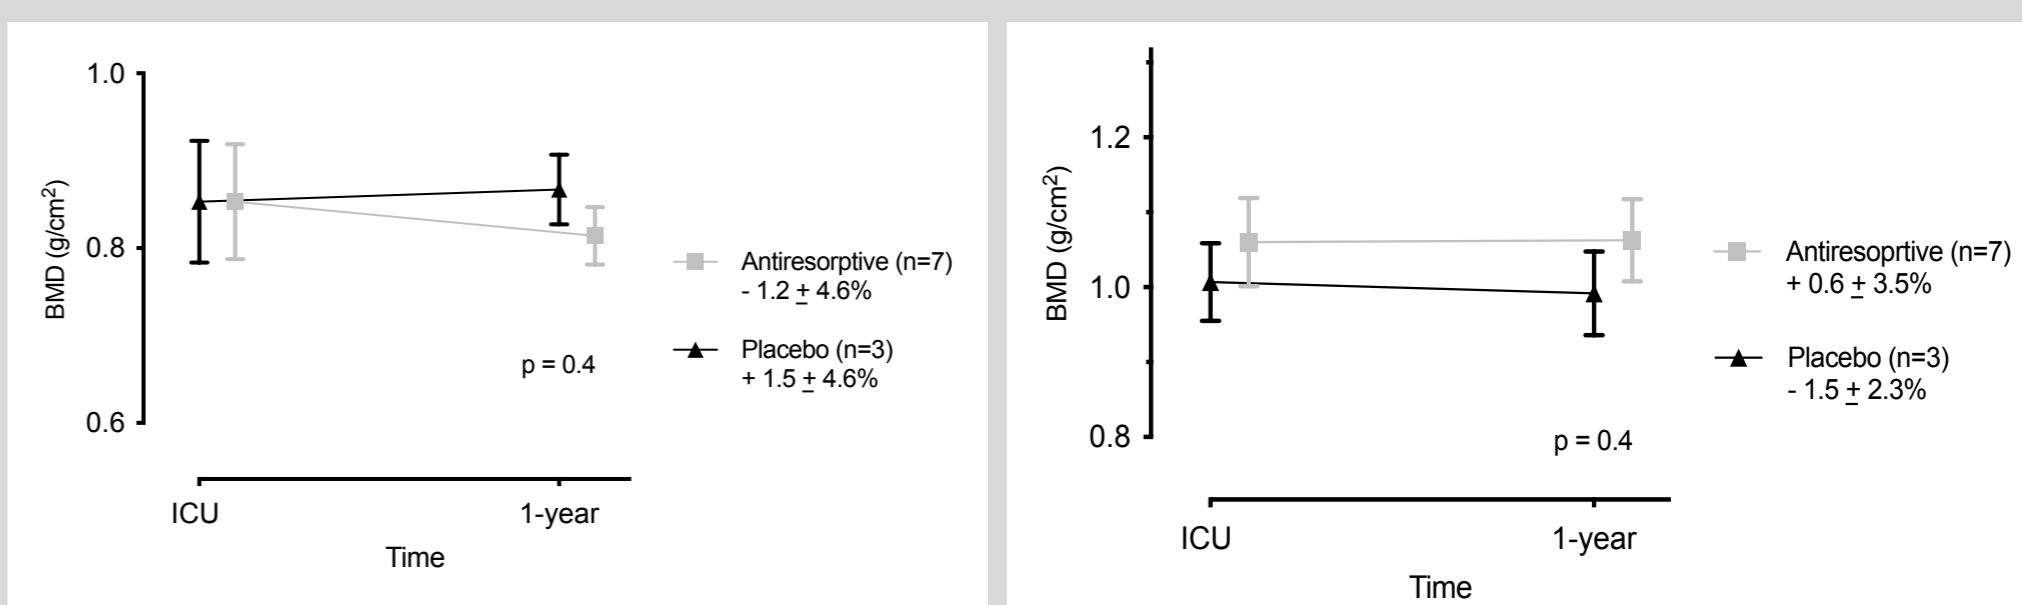 1.0
0.8
0.6
BMD (g/cm²)
Antiresorptive (n=7)
- 1.2 ± 4.6%
Placebo (n=3)
+ 1.5 ± 4.6%
p = 0.4
ICU
1-year
Time
1.2
1.0
0.8
BMD (g/cm²)
Antiresoprtive (n=7)
+ 0.6 ± 3.5%
Placebo (n=3)
- 1.5 ± 2.3%
p = 0.4
ICU
1-year
Time